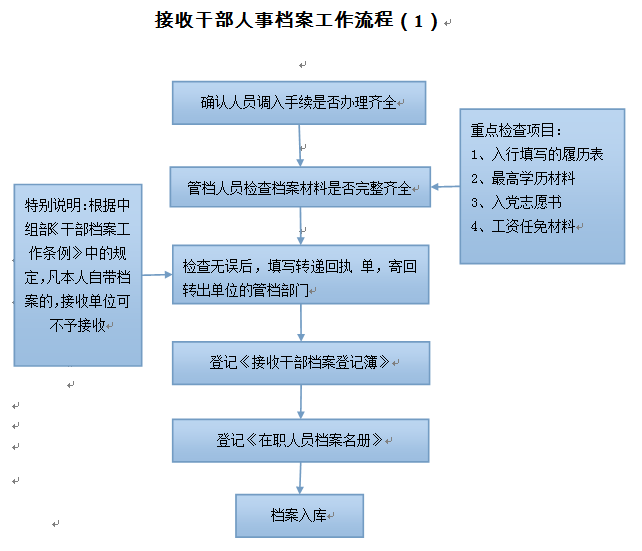 接收干部人事档案工作流程（1）
确认人员调入手续是否办理齐全
管档人员检查档案材料是否完整齐全
重点检查项目：
1、入行填写的履历表
2、最高学历材料
3、入党志愿书
4、工资任免材料
特别说明：根据中
组部《干部档案工
作条例》中的规
定，凡本人自带档
案的，接收单位可
不予接收
检查无误后，填写转递回执 单，寄回
转出单位的管档部门
登记《接收干部档案登记簿》
登记《在职人员档案名册》
档案入库